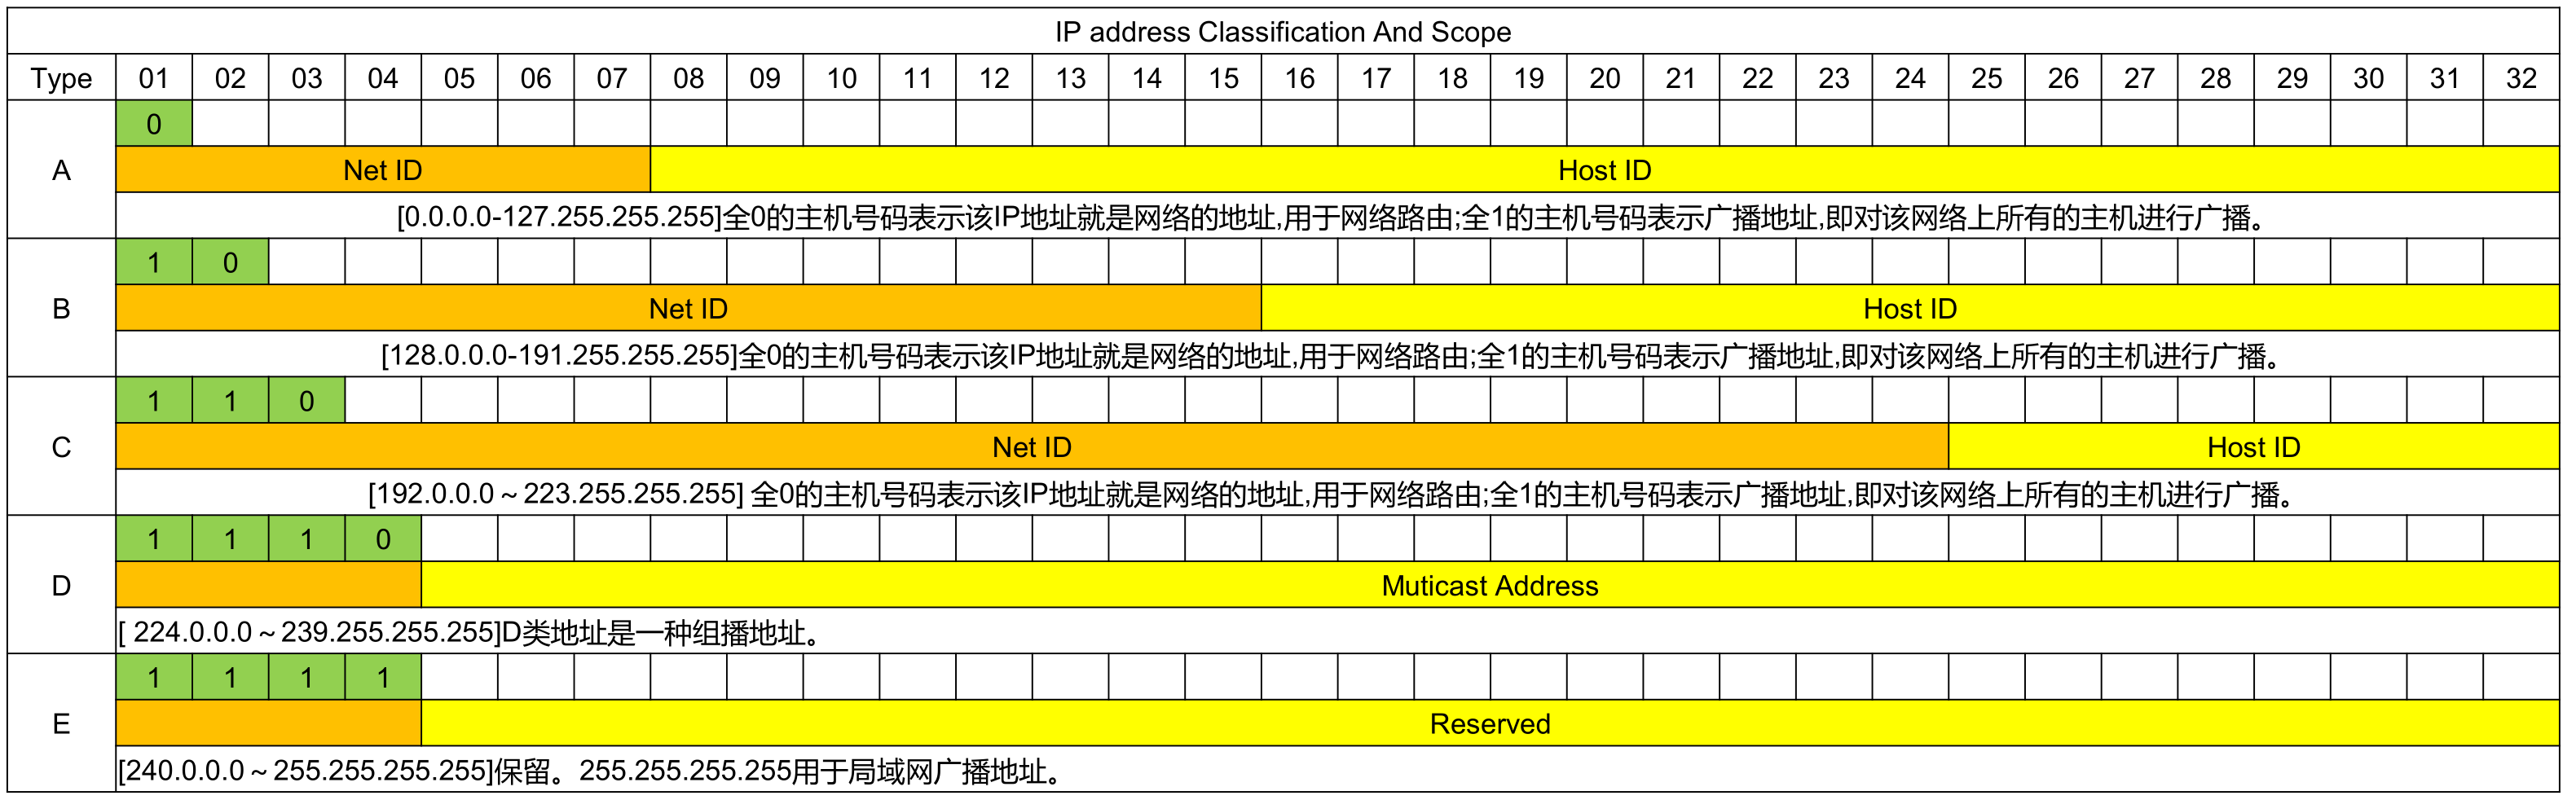 IP address Classification And Scope
Type 01 02 03 04 05 06 07 08 09 10 11 12 13 14 15 16 17 18 19 20 21 22 23 24 25 26 27 28 29 30 31 32
A
0
Net ID Host ID
[0.0.0.0-127.255.255.255]全0的主机号码表示该IP地址就是网络的地址,用于网络路由;全1的主机号码表示广播地址,即对该网络上所有的主机进行广播。
B
1 0
Net ID Host ID
[128.0.0.0-191.255.255.255]全0的主机号码表示该IP地址就是网络的地址,用于网络路由;全1的主机号码表示广播地址,即对该网络上所有的主机进行广播。
C
1 1 0
Net ID Host ID
[192.0.0.0～223.255.255.255] 全0的主机号码表示该IP地址就是网络的地址,用于网络路由;全1的主机号码表示广播地址,即对该网络上所有的主机进行广播。
D
1 1 1 0
Muticast Address
[ 224.0.0.0～239.255.255.255]D类地址是一种组播地址。
E
1 1 1 1
Reserved
[240.0.0.0～255.255.255.255]保留。255.255.255.255用于局域网广播地址。